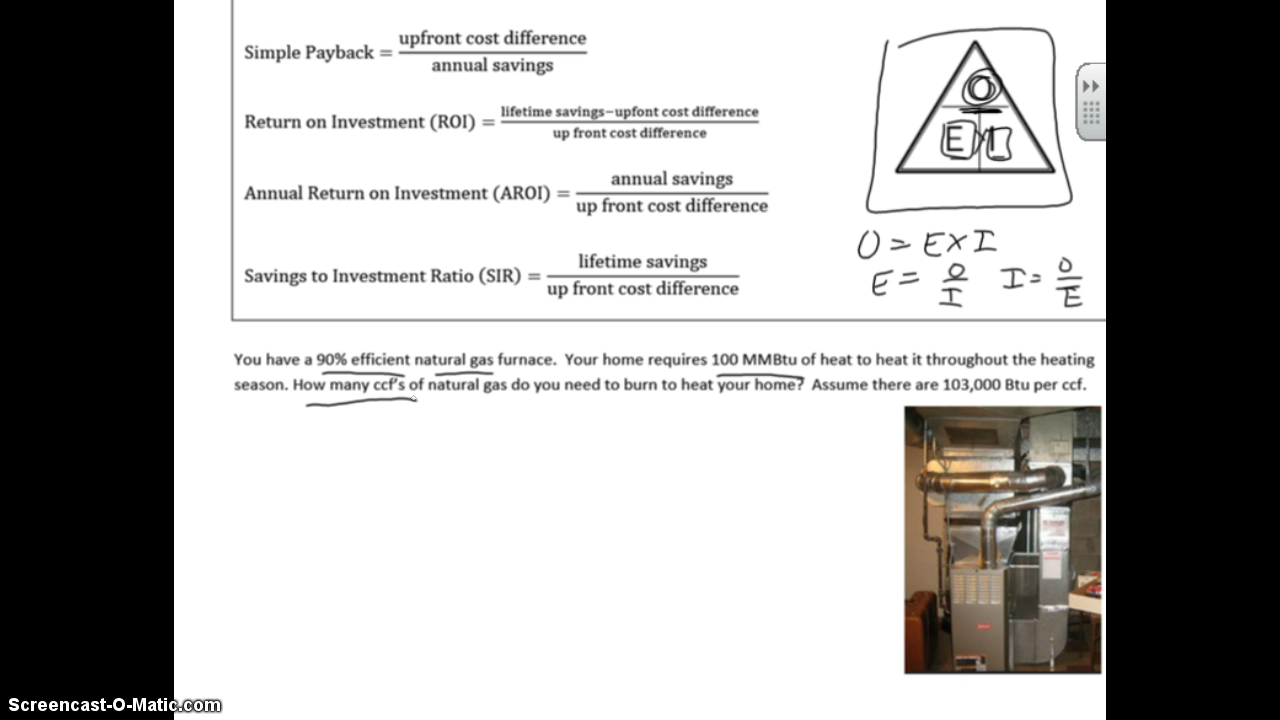 Simple Payback = upfront cost difference / annual savings
Return on Investment (ROI) = lifetime savings−upfont cost difference / up front cost difference
Annual Return on Investment (AROI) = annual savings / up front cost difference
Savings to Investment Ratio (SIR) = lifetime savings / up front cost difference
O
E x I
O = E x I
E = O / I I = O / E
You have a 90% efficient natural gas furnace. Your home requires 100 MMBtu of heat to heat it throughout the heating
season. How many ccf's of natural gas do you need to burn to heat your home? Assume there are 103,000 Btu per ccf.
Screencast-O-Matic.com